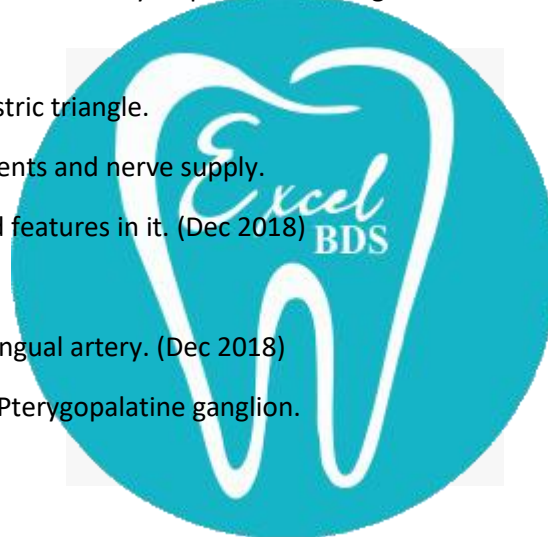 stric triangle.
ents and nerve supply.
Excel
d features in it. (Dec 2018)
BDS
ngual artery. (Dec 2018)
Pterygopalatine ganglion.